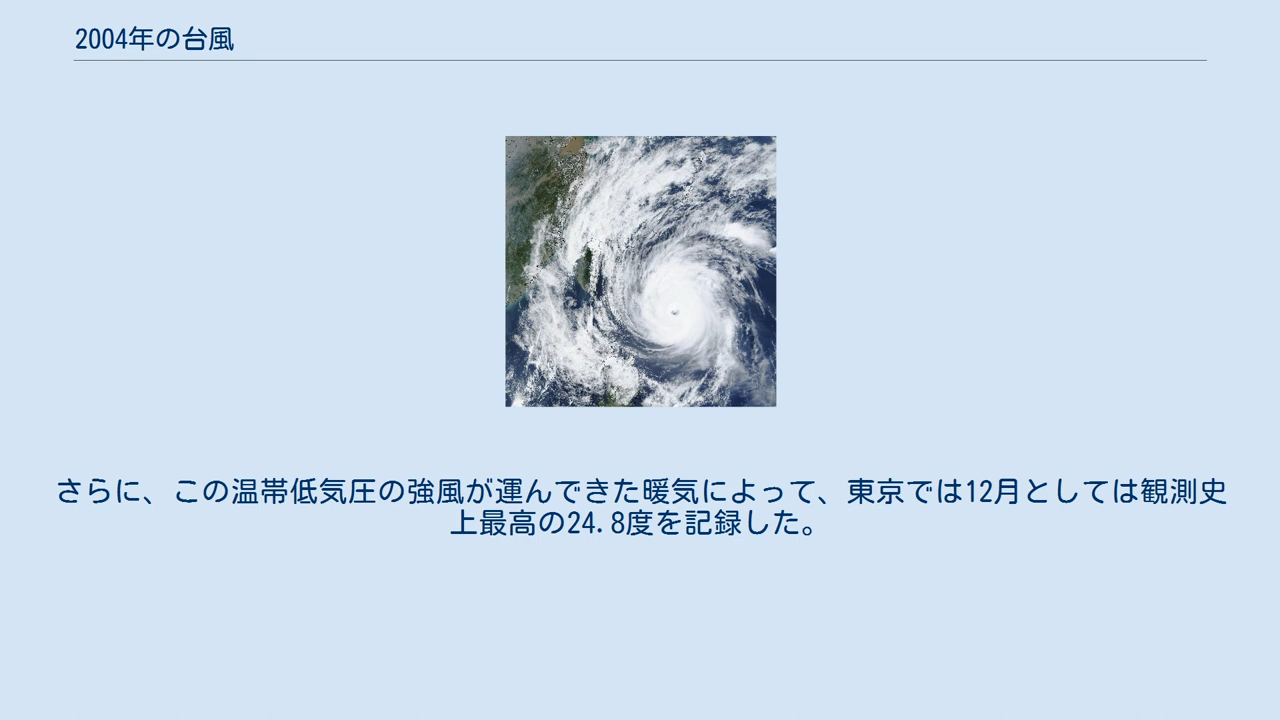 2004年の台風
さらに、この温帯低気圧の強風が運んできた暖気によって、東京では12月としては観測史
上最高の24.8度を記録した。